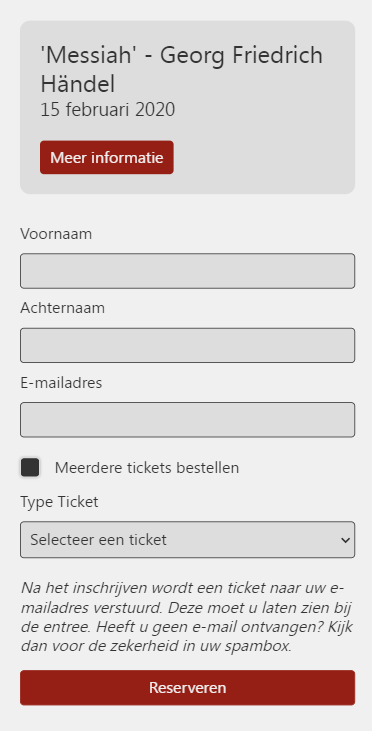 'Messiah' - Georg Friedrich
Händel
15 februari 2020
Meer informatie
Voornaam
Achternaam
E-mailadres
Meerdere tickets bestellen
Type Ticket
Selecteer een ticket
Na het inschrijven wordt een ticket naar uw e-
mailadres verstuurd. Deze moet u laten zien bij
de entree. Heeft u geen e-mail ontvangen? Kijk
dan voor de zekerheid in uw spambox.
Reserveren